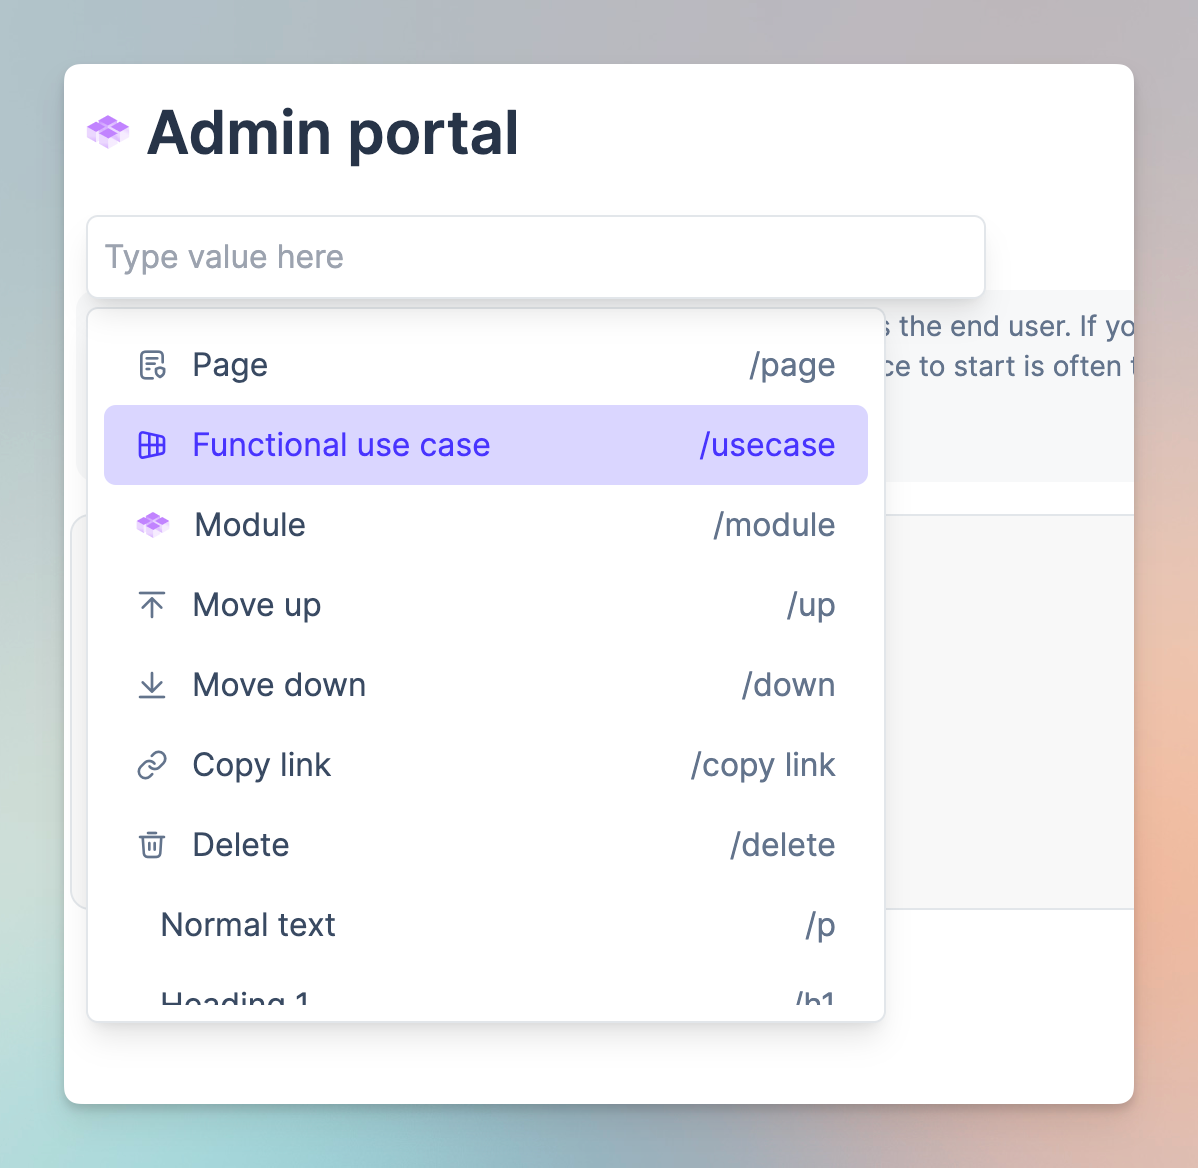 Admin portal
Type value here
the end user. If yo
ce to start is often
Page /page
Functional use case /usecase
Module /module
Move up /up
Move down /down
Copy link /copy link
Delete /delete
Normal text /p
Heading 1 /h1